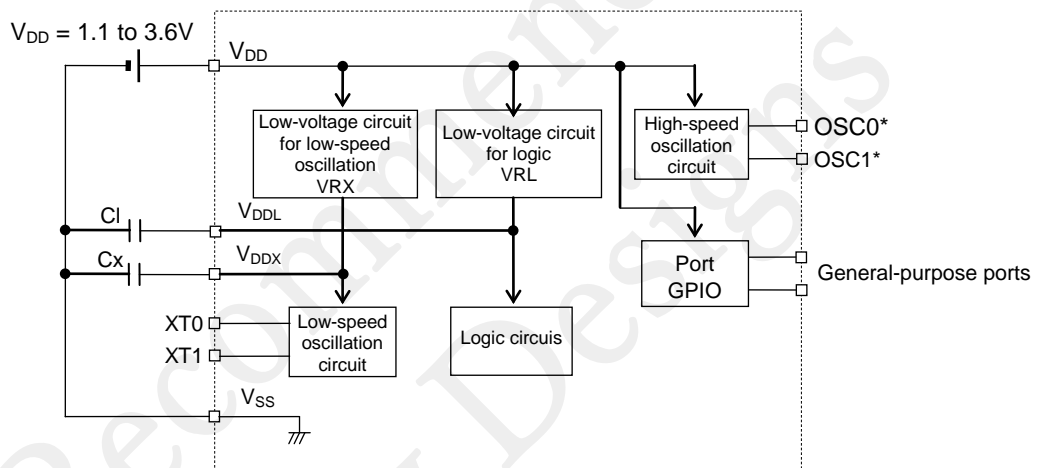 V_DD = 1.1 to 3.6V
V_DD
Low-voltage circuit
for low-speed
oscillation
VRX
Low-voltage circuit
for logic
VRL
High-speed
oscillation
circuit
OSC0*
OSC1*
Cl
V_DDL
Cx
V_DDX
Port
GPIO
General-purpose ports
XT0
XT1
Low-speed
oscillation
circuit
Logic circuis
V_SS
Designs